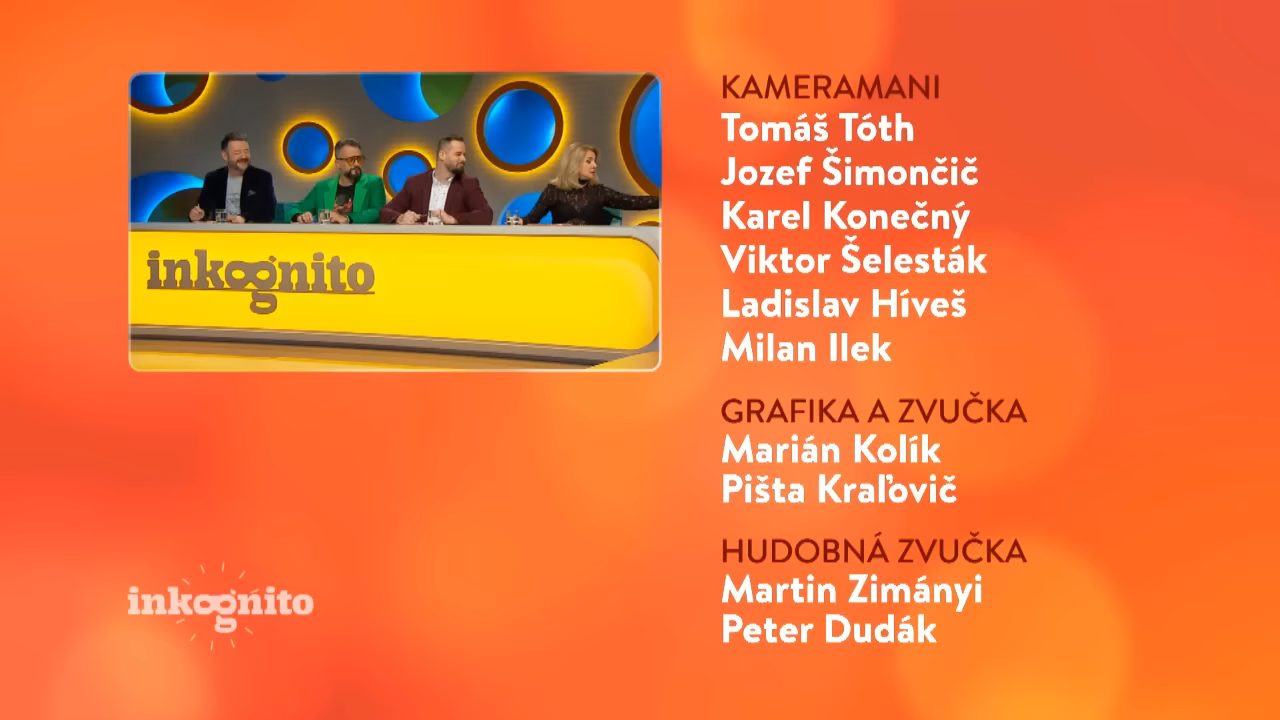 inkognito
inkognito
KAMERAMANI
Tomáš Tóth
Jozef Šimončič
Karel Konečný
Viktor Šelesták
Ladislav Híveš
Milan Ilek
GRAFIKA A ZVUČKA
Marián Kolík
Pišta Kraľovič
HUDOBNÁ ZVUČKA
Martin Zimányi
Peter Dudák